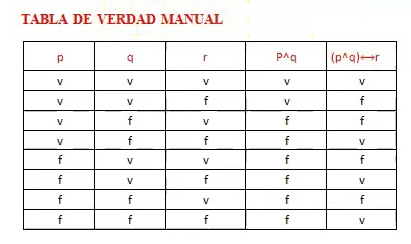 TABLA DE VERDAD MANUAL
p q r P^q (p^q)↔r
v v v v v
v v f v f
v f v f f
v f f f v
f v v f f
f v f f v
f f v f f
f f f f v